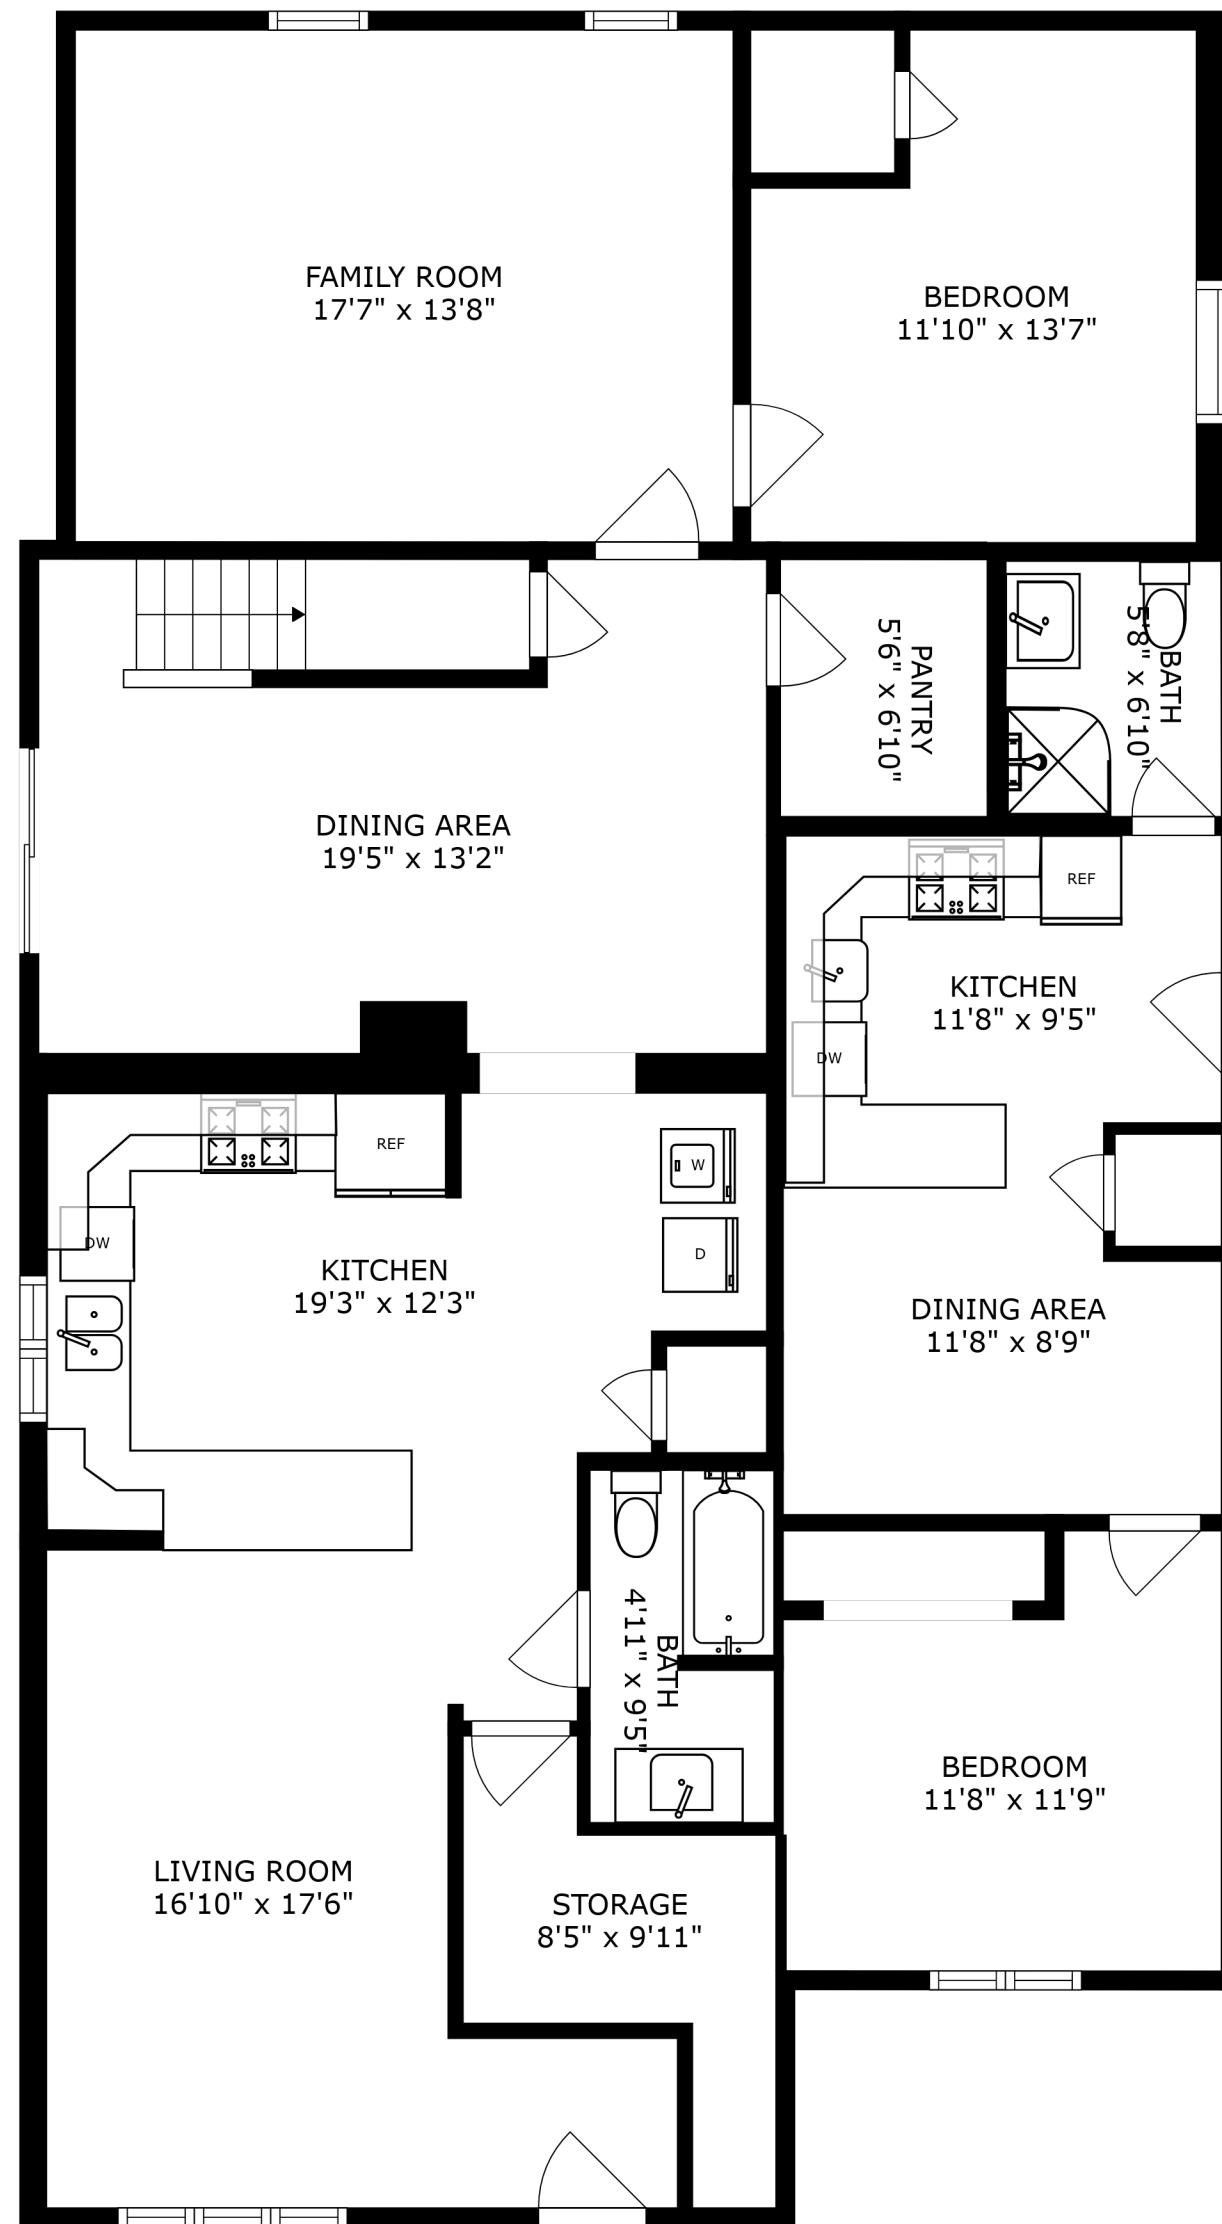 FAMILY ROOM
17'7" x 13'8"
BEDROOM
11'10" x 13'7"
PANTRY
5'6" x 6'10"
BATH
5'8" x 6'10"
DINING AREA
19'5" x 13'2"
REF
KITCHEN
11'8" x 9'5"
DW
REF
W
D
DW
KITCHEN
19'3" x 12'3"
DINING AREA
11'8" x 8'9"
BATH
4'11" x 9'5"
BEDROOM
11'8" x 11'9"
LIVING ROOM
16'10" x 17'6"
STORAGE
8'5" x 9'11"